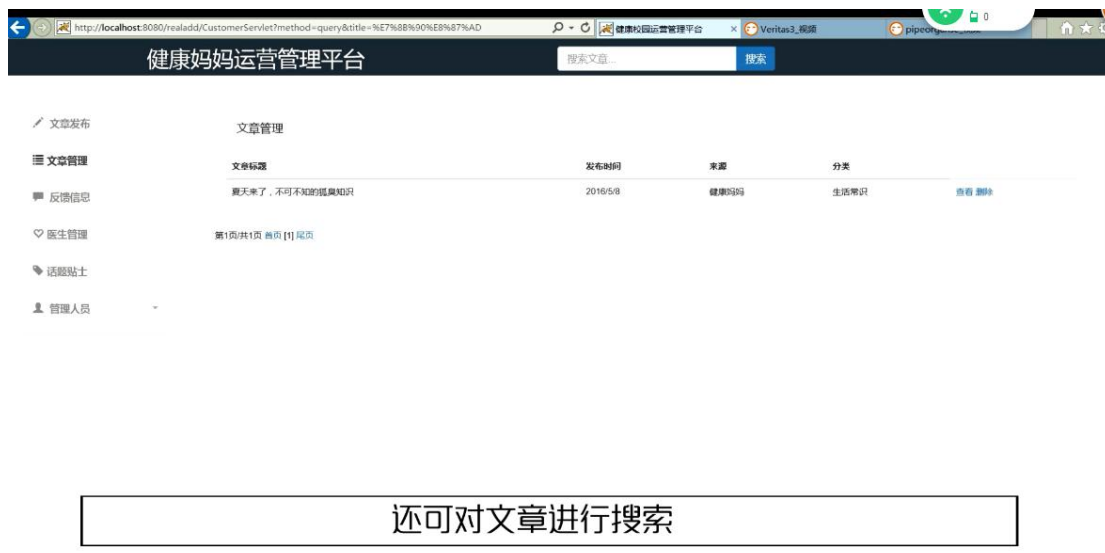 http://localhost:8080/realadd/CustomerServlet?method=query&title=%E7%8B%90%E8%87%AD
健康校园运营管理平台
Veritas3_视频
0
健康妈妈运营管理平台
搜索文章...
搜索
文章发布
文章管理
文章管理
文章标题 发布时间 来源 分类
夏天来了，不可不知的狐臭知识 2016/5/8 健康妈妈 生活常识 查看 删除
反馈信息
医生管理
第1页/共1页 首页 [1] 尾页
话题贴士
管理人员
还可对文章进行搜索